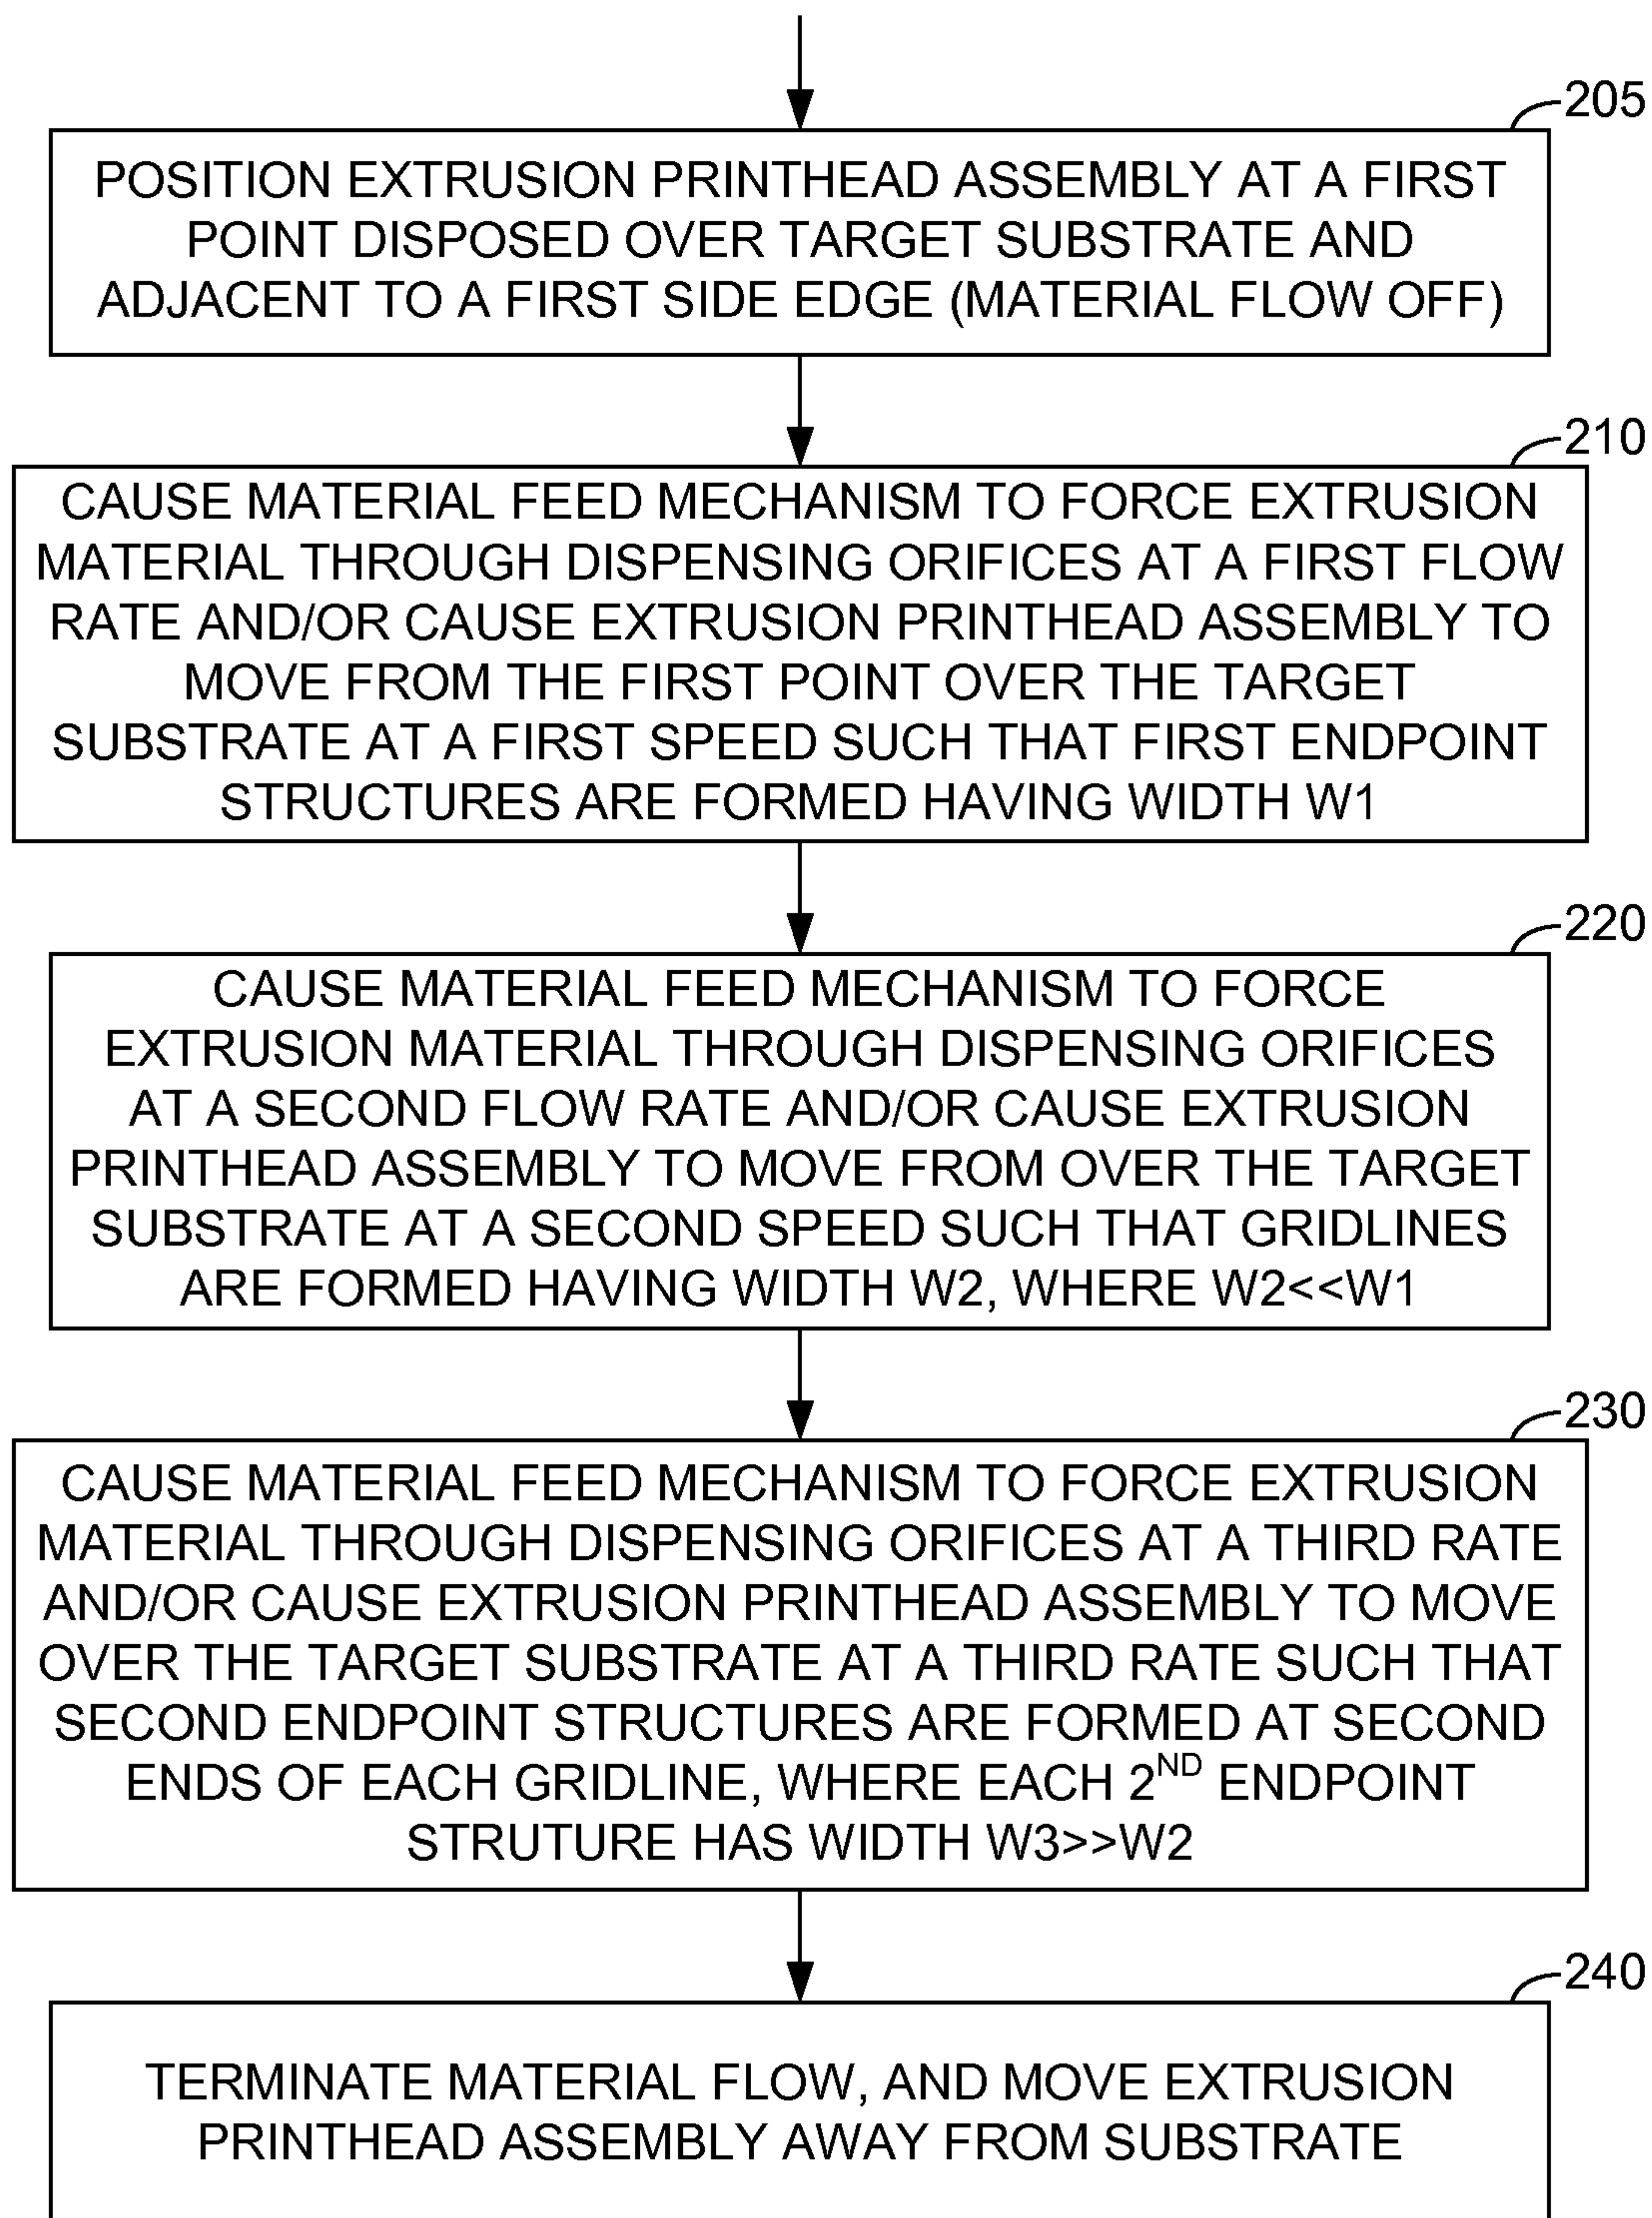 205
POSITION EXTRUSION PRINTHEAD ASSEMBLY AT A FIRST
POINT DISPOSED OVER TARGET SUBSTRATE AND
ADJACENT TO A FIRST SIDE EDGE (MATERIAL FLOW OFF)
210
CAUSE MATERIAL FEED MECHANISM TO FORCE EXTRUSION
MATERIAL THROUGH DISPENSING ORIFICES AT A FIRST FLOW
RATE AND/OR CAUSE EXTRUSION PRINTHEAD ASSEMBLY TO
MOVE FROM THE FIRST POINT OVER THE TARGET
SUBSTRATE AT A FIRST SPEED SUCH THAT FIRST ENDPOINT
STRUCTURES ARE FORMED HAVING WIDTH W1
220
CAUSE MATERIAL FEED MECHANISM TO FORCE
EXTRUSION MATERIAL THROUGH DISPENSING ORIFICES
AT A SECOND FLOW RATE AND/OR CAUSE EXTRUSION
PRINTHEAD ASSEMBLY TO MOVE FROM OVER THE TARGET
SUBSTRATE AT A SECOND SPEED SUCH THAT GRIDLINES
ARE FORMED HAVING WIDTH W2, WHERE W2<<W1
230
CAUSE MATERIAL FEED MECHANISM TO FORCE EXTRUSION
MATERIAL THROUGH DISPENSING ORIFICES AT A THIRD RATE
AND/OR CAUSE EXTRUSION PRINTHEAD ASSEMBLY TO MOVE
OVER THE TARGET SUBSTRATE AT A THIRD RATE SUCH THAT
SECOND ENDPOINT STRUCTURES ARE FORMED AT SECOND
ENDS OF EACH GRIDLINE, WHERE EACH 2ND ENDPOINT
STRUTURE HAS WIDTH W3>>W2
240
TERMINATE MATERIAL FLOW, AND MOVE EXTRUSION
PRINTHEAD ASSEMBLY AWAY FROM SUBSTRATE